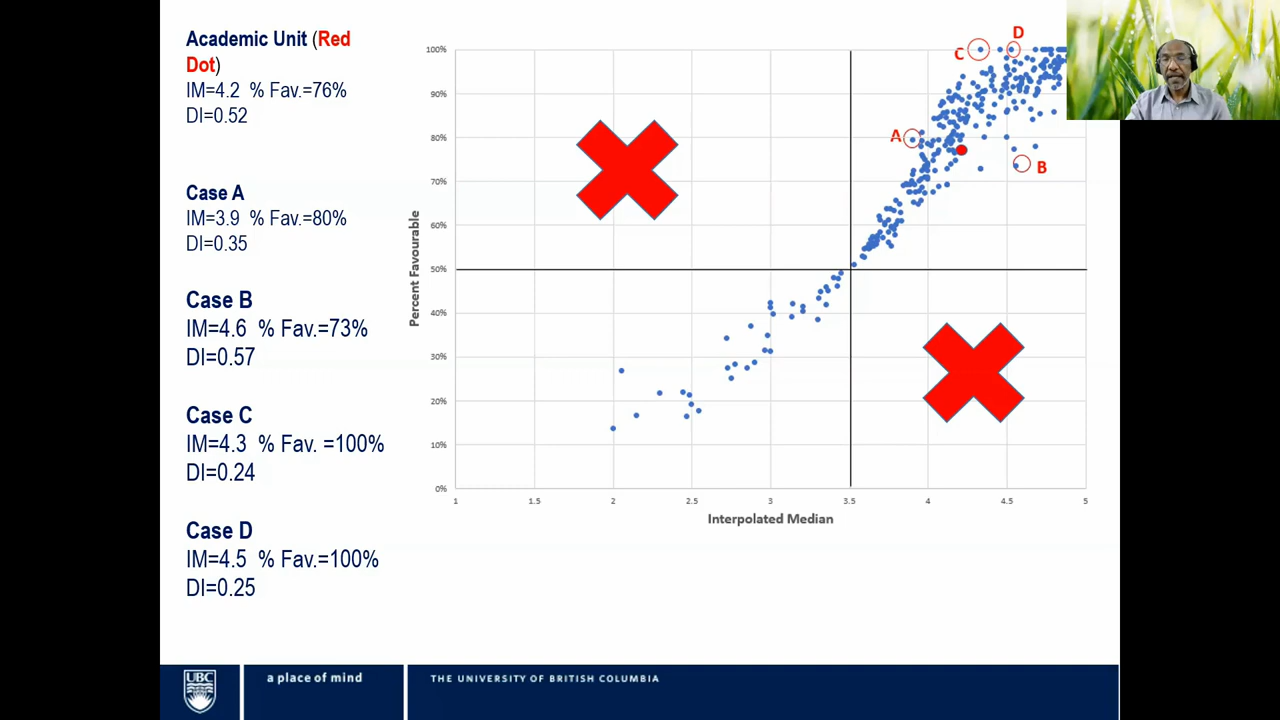 Academic Unit (Red
Dot)
IM=4.2 % Fav.=76%
DI=0.52
Case A
IM=3.9 % Fav.=80%
DI=0.35
Case B
IM=4.6 % Fav.=73%
DI=0.57
Case C
IM=4.3 % Fav. =100%
DI=0.24
Case D
IM=4.5 % Fav.=100%
DI=0.25
Percent Favourable
100%
90%
80%
70%
60%
50%
40%
30%
20%
10%
0%
D
C
A
B
1 1.5 2 2.5 3 3.5 4 4.5 5
Interpolated Median
UBC
a place of mind
THE UNIVERSITY OF BRITISH COLUMBIA